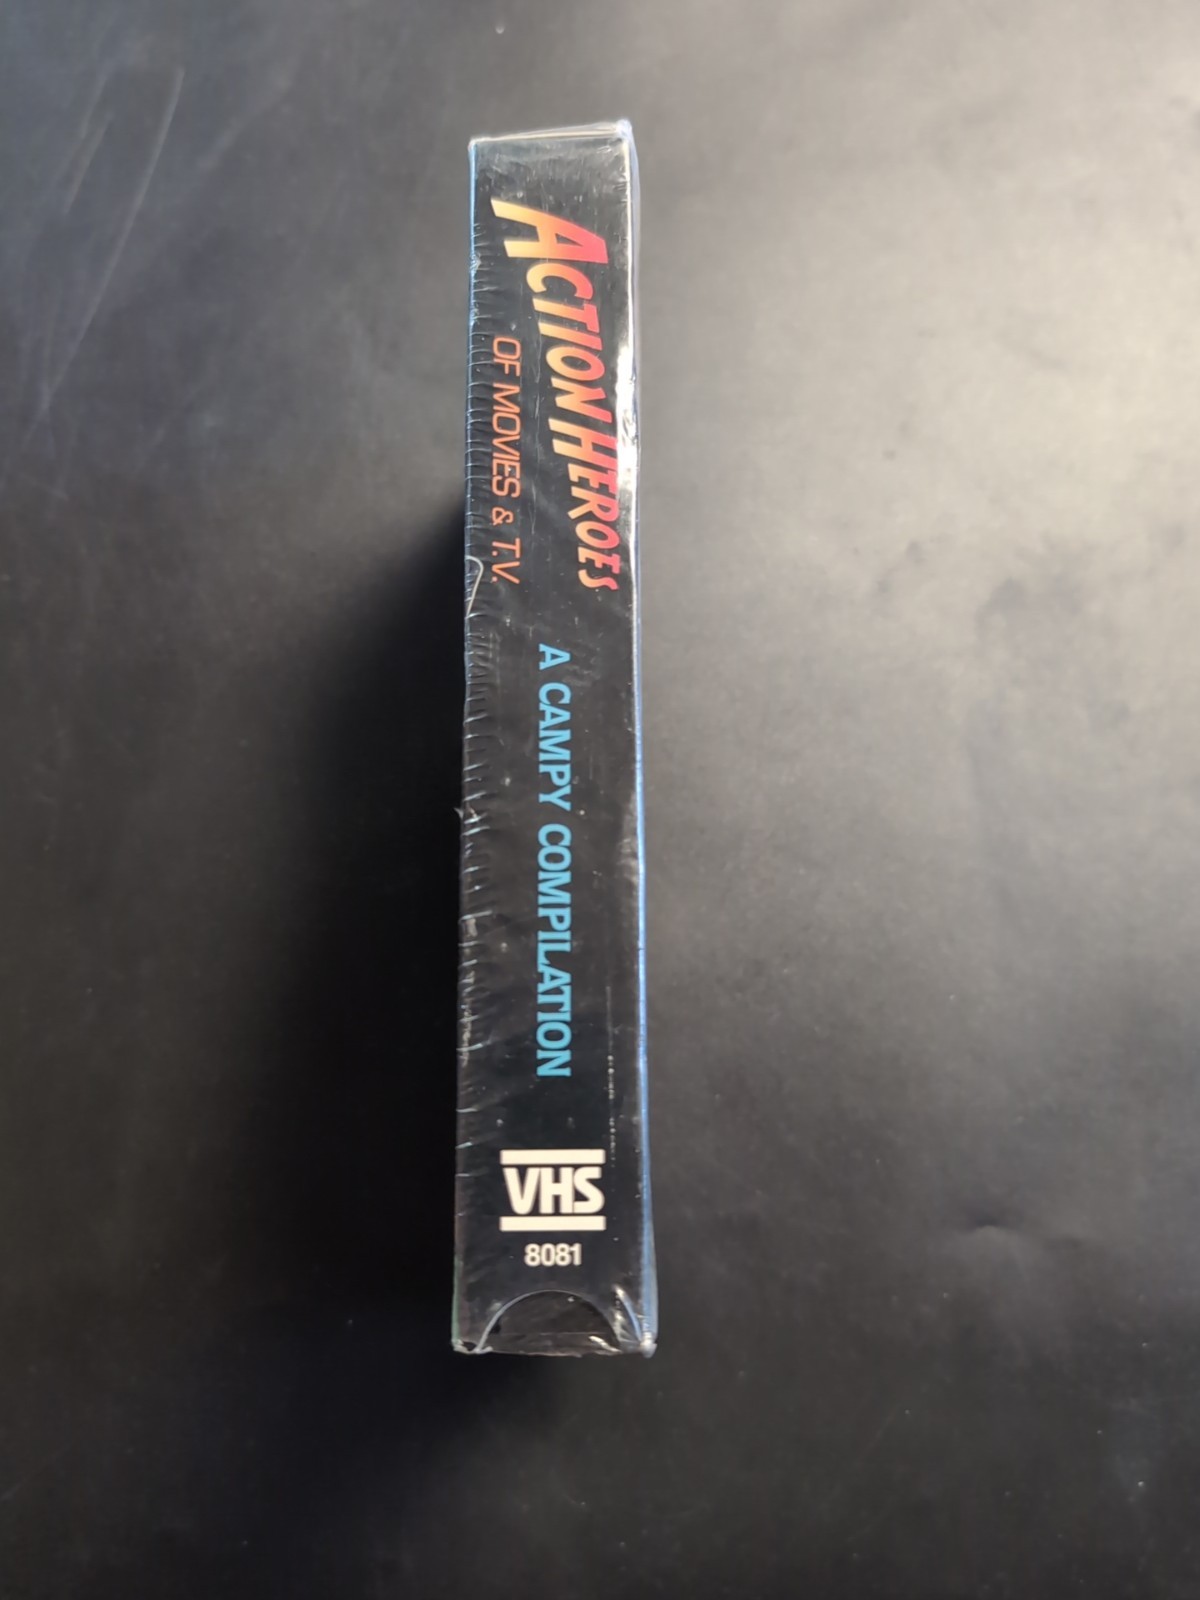 ACTION HEROES
OF MOVIES & T.V.
A CAMPY COMPILATION
VHS
8081